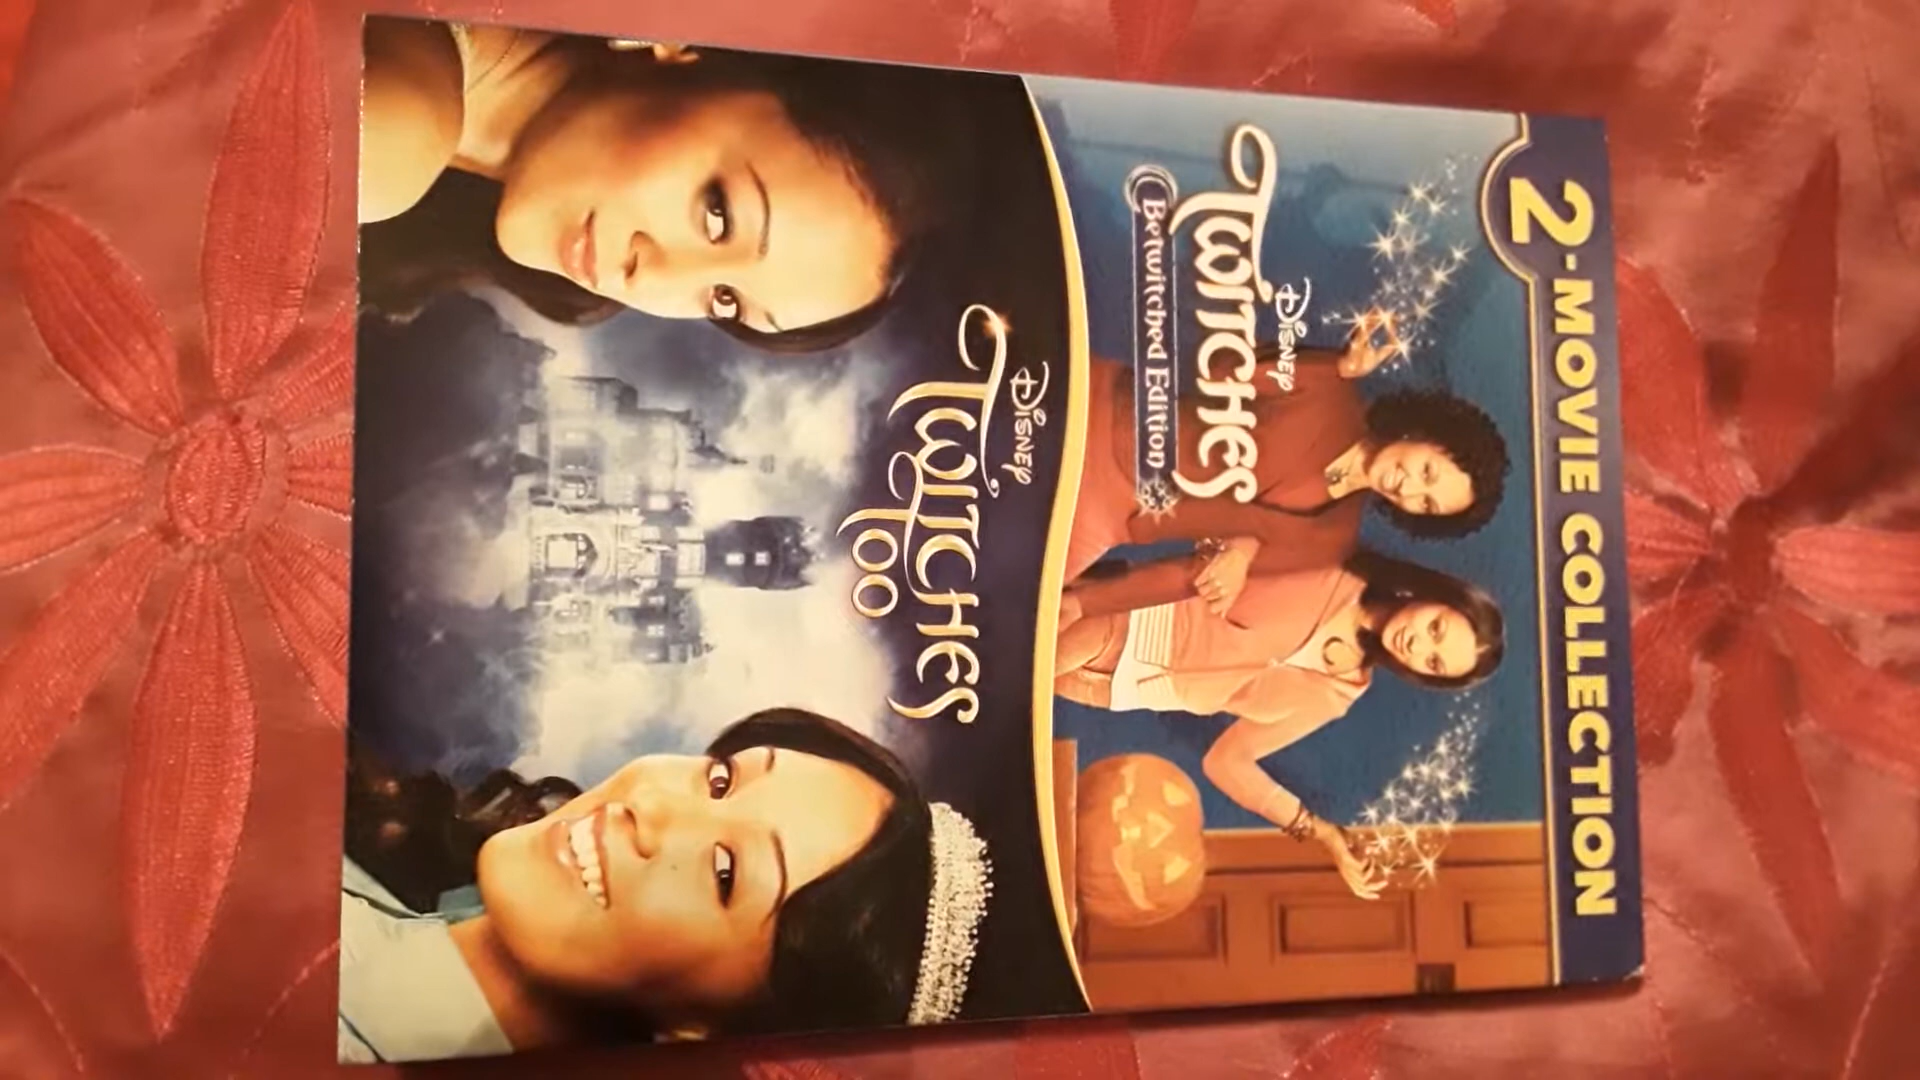 2-MOVIE COLLECTION
Disney
TWITCHES
Betwitched Edition
Disney
TWITCHES
TOO